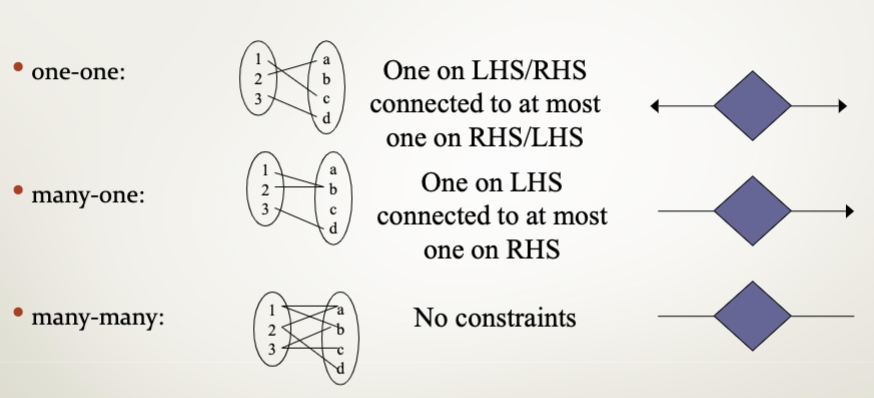 • one-one:
1
2
3
a
b
c
d
One on LHS/RHS
connected to at most
one on RHS/LHS
• many-one:
1
2
3
a
b
c
d
One on LHS
connected to at most
one on RHS
• many-many:
1
2
3
a
b
c
d
No constraints